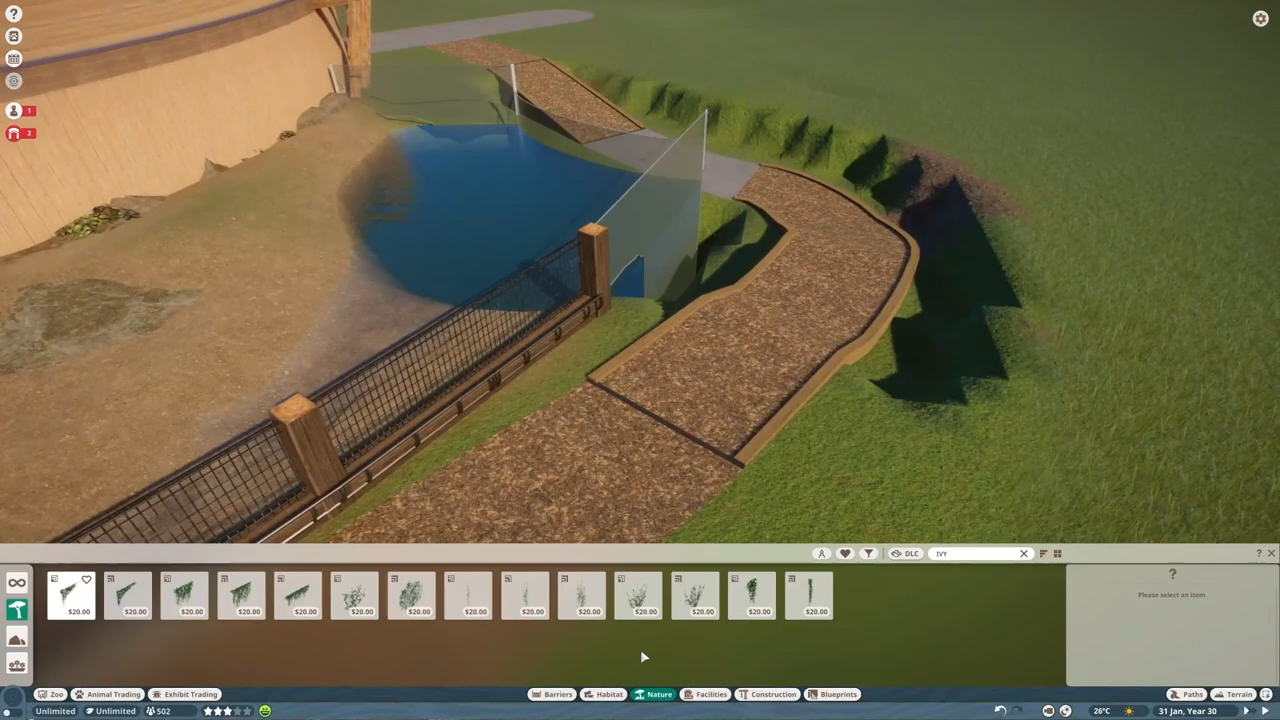 ?
1
2
DLC
IVY
?
$20.00 $20.00 $20.00 $20.00 $20.00 $20.00 $20.00 $20.00 $20.00 $20.00 $20.00 $20.00 $20.00 $20.00
?
Please select an item
Zoo Animal Trading Exhibit Trading Barriers Habitat Nature Facilities Construction Blueprints Paths Terrain
Unlimited Unlimited 502 26°C 31 Jan, Year 30